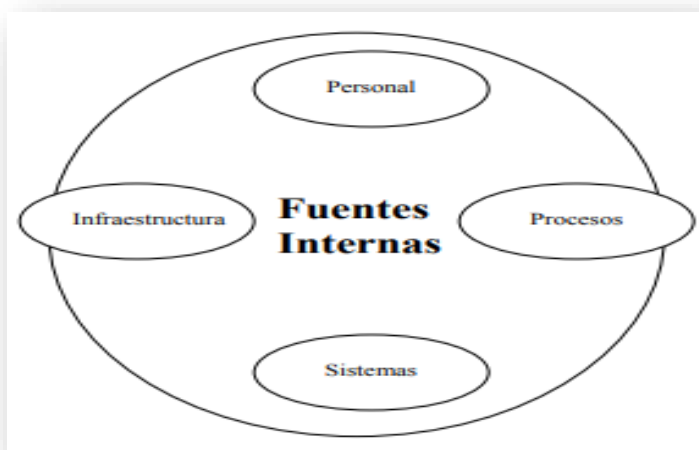 Personal
Infraestructura
Fuentes
Internas
Procesos
Sistemas